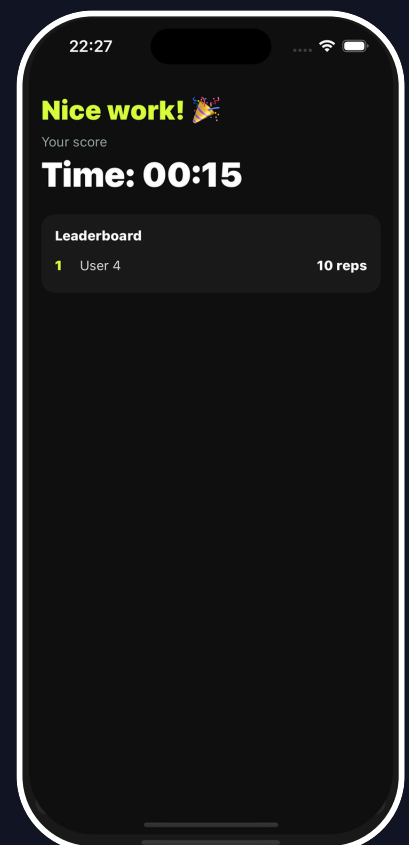 22:27
Nice work! 🎉
Your score
Time: 00:15
Leaderboard
1 User 4 10 reps